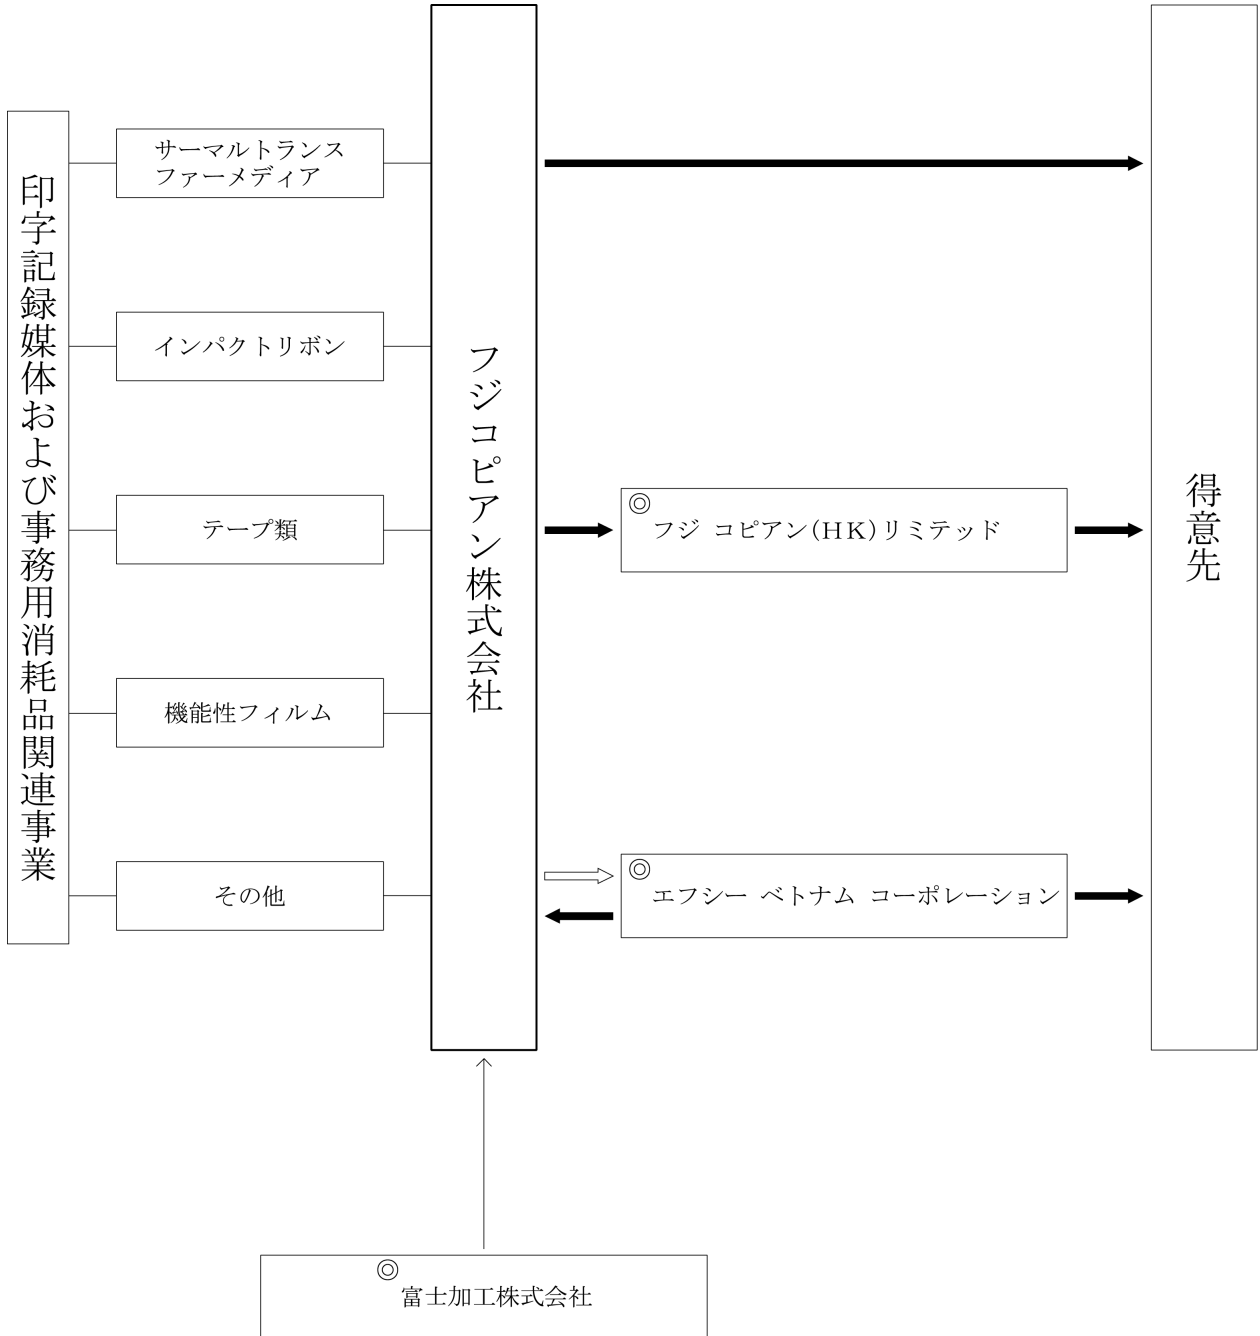 印字記録媒体および事務用消耗品関連事業
サーマルトランス
ファーメディア
インパクトリボン
テープ類
機能性フィルム
その他
フジコピアン株式会社
◎
フジ コピアン(HK)リミテッド
◎
エフシー ベトナム コーポレーション
得意先
◎
富士加工株式会社